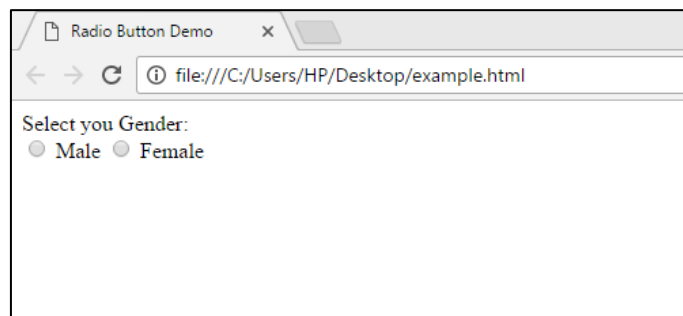 Radio Button Demo
file:///C:/Users/HP/Desktop/example.html
Select you Gender:
Male Female